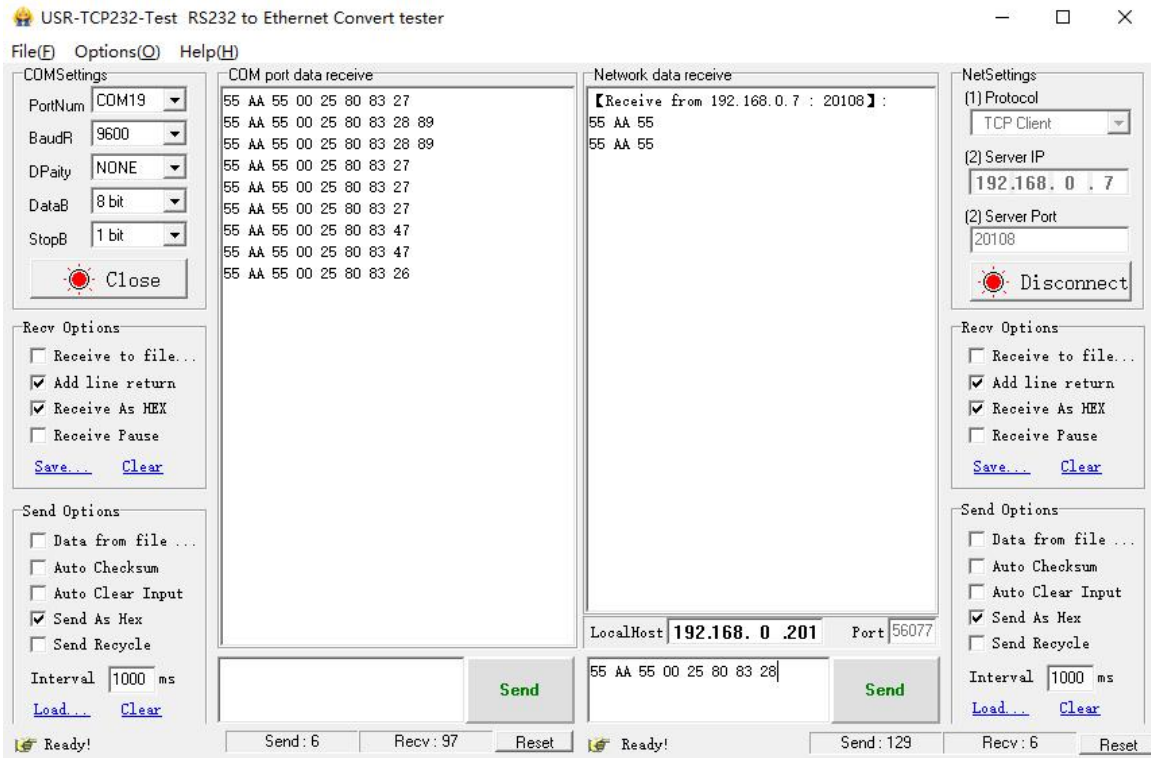 USR-TCP232-Test RS232 to Ethernet Convert tester
File(F) Options(O) Help(H)
COMSettings
PortNum COM19
BaudR 9600
DPaity NONE
DataB 8 bit
StopB 1 bit
Close
Recv Options
Receive to file...
Add line return
Receive As HEX
Receive Pause
Save... Clear
Send Options
Data from file ...
Auto Checksum
Auto Clear Input
Send As Hex
Send Recycle
Interval 1000 ms
Load... Clear
COM port data receive
55 AA 55 00 25 80 83 27
55 AA 55 00 25 80 83 28 89
55 AA 55 00 25 80 83 28 89
55 AA 55 00 25 80 83 27
55 AA 55 00 25 80 83 27
55 AA 55 00 25 80 83 27
55 AA 55 00 25 80 83 47
55 AA 55 00 25 80 83 47
55 AA 55 00 25 80 83 26
Send
Network data receive
【Receive from 192.168.0.7 : 20108】:
55 AA 55
55 AA 55
LocalHost 192.168. 0 .201 Port 56077
55 AA 55 00 25 80 83 28
Send
NetSettings
(1) Protocol
TCP Client
(2) Server IP
192.168. 0 . 7
(2) Server Port
20108
Disconnect
Recv Options
Receive to file...
Add line return
Receive As HEX
Receive Pause
Save... Clear
Send Options
Data from file ...
Auto Checksum
Auto Clear Input
Send As Hex
Send Recycle
Interval 1000 ms
Load... Clear
Ready! Send : 6 Recv : 97 Reset
Ready! Send : 129 Recv : 6 Reset